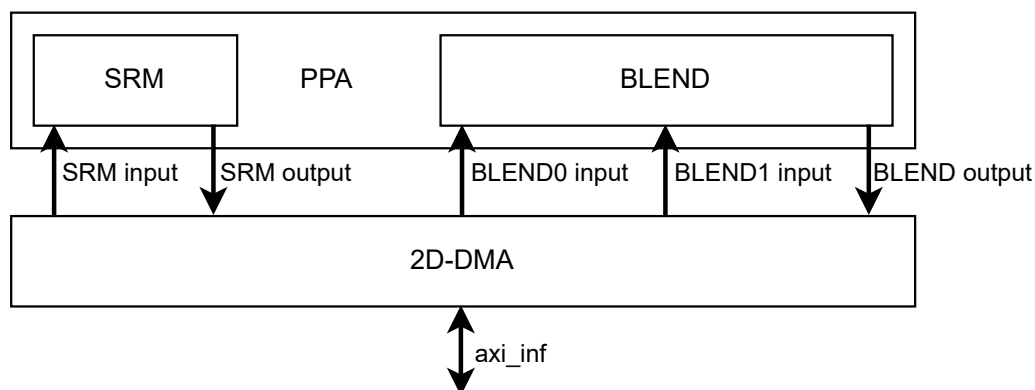 SRM
PPA
BLEND
SRM input
SRM output
BLEND0 input
BLEND1 input
BLEND output
2D-DMA
axi_inf